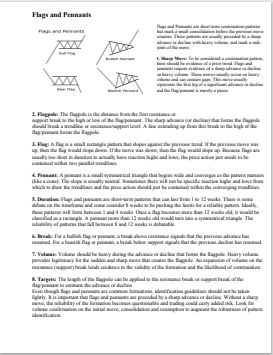 Flags and Pennants
Flags and Pennants
Bull Flag
Bullish Pennant
Bear Flag
Bearish Pennant
Flags and Pennants are short-term continuation patterns
that mark a small consolidation before the previous move
resumes. These patterns are usually preceded by a sharp
advance or decline with heavy volume, and mark a mid-
point of the move.
1. Sharp Move: To be considered a continuation pattern,
there should be evidence of a prior trend. Flags and
pennants require evidence of a sharp advance or decline
on heavy volume. These moves usually occur on heavy
volume and can contain gaps. This move usually
represents the first leg of a significant advance or decline
and the flag/pennant is merely a pause.
2. Flagpole: The flagpole is the distance from the first resistance or
support break to the high or low of the flag/pennant. The sharp advance (or decline) that forms the flagpole
should break a trendline or resistance/support level. A line extending up from this break to the high of the
flag/pennant forms the flagpole.
3. Flag: A flag is a small rectangle pattern that slopes against the previous trend. If the previous move was
up, then the flag would slope down. If the move was down, then the flag would slope up. Because flags are
usually too short in duration to actually have reaction highs and lows, the price action just needs to be
contained within two parallel trendlines.
4. Pennant: A pennant is a small symmetrical triangle that begins wide and converges as the pattern matures
(like a cone). The slope is usually neutral. Sometimes there will not be specific reaction highs and lows from
which to draw the trendlines and the price action should just be contained within the converging trendlines.
5. Duration: Flags and pennants are short-term patterns that can last from 1 to 12 weeks. There is some
debate on the timeframe and some consider 8 weeks to be pushing the limits for a reliable pattern. Ideally,
these patterns will form between 1 and 4 weeks. Once a flag becomes more than 12 weeks old, it would be
classified as a rectangle. A pennant more than 12 weeks old would turn into a symmetrical triangle. The
reliability of patterns that fall between 8 and 12 weeks is debatable.
6. Break: For a bullish flag or pennant, a break above resistance signals that the previous advance has
resumed. For a bearish flag or pennant, a break below support signals that the previous decline has resumed.
7. Volume: Volume should be heavy during the advance or decline that forms the flagpole. Heavy volume
provides legitimacy for the sudden and sharp move that creates the flagpole. An expansion of volume on the
resistance (support) break lends credence to the validity of the formation and the likelihood of continuation.
8. Targets: The length of the flagpole can be applied to the resistance break or support break of the
flag/pennant to estimate the advance or decline.
Even though flags and pennants are common formations, identification guidelines should not be taken
lightly. It is important that flags and pennants are preceded by a sharp advance or decline. Without a sharp
move, the reliability of the formation becomes questionable and trading could carry added risk. Look for
volume confirmation on the initial move, consolidation and resumption to augment the robustness of pattern
identification